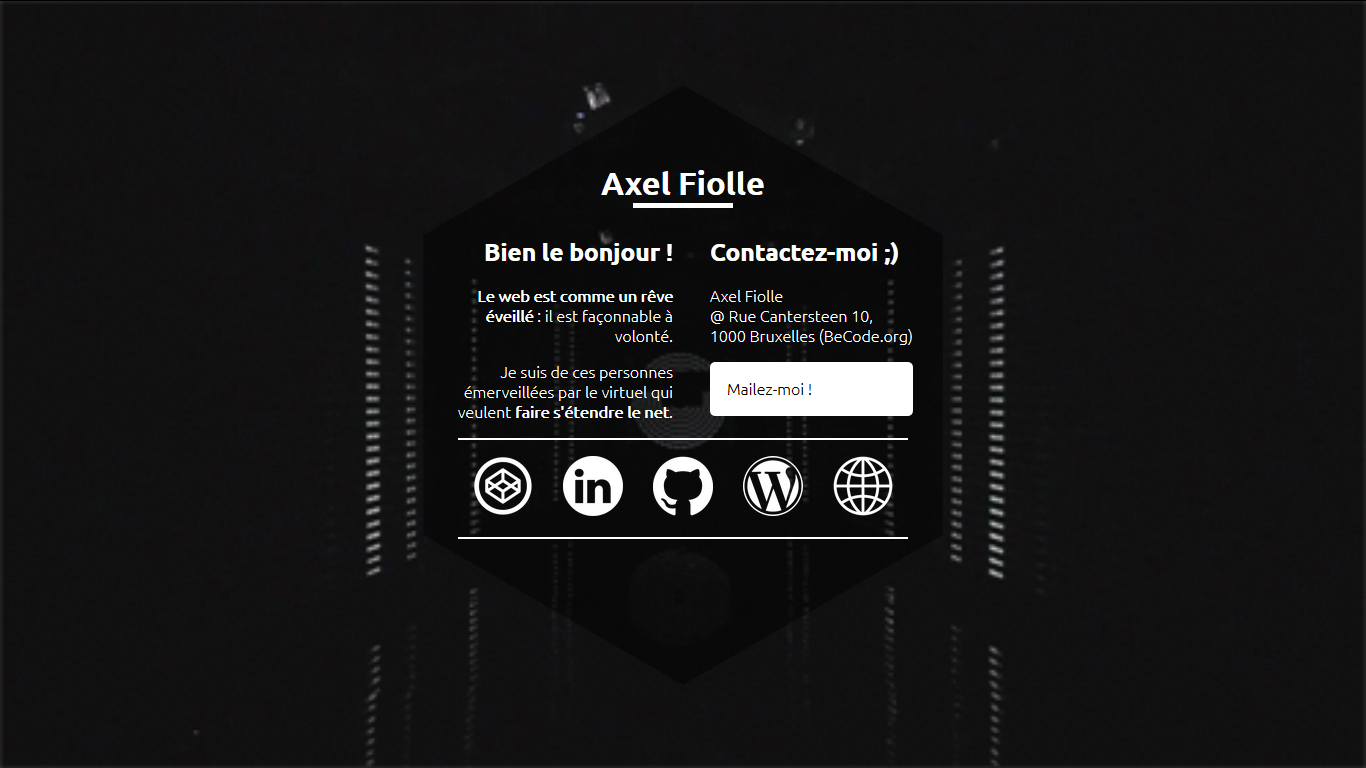 Axel Fiolle
Bien le bonjour !
Le web est comme un rêve
éveillé : il est façonnable à
volonté.
Je suis de ces personnes
émerveillées par le virtuel qui
veulent faire s'étendre le net.
Contactez-moi ;)
Axel Fiolle
@ Rue Cantersteen 10,
1000 Bruxelles (BeCode.org)
Mailez-moi !
in
W